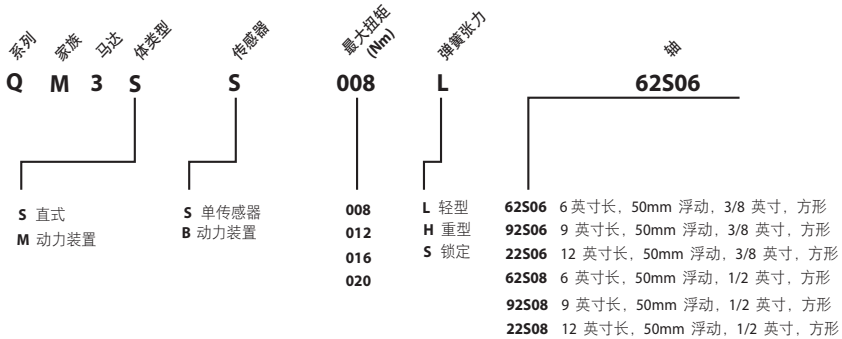 系列 家族 马达 体类型 传感器 最大扭矩 (Nm) 弹簧张力 轴
Q M 3 S S 008 L 62S06
S 直式
M 动力装置
S 单传感器
B 动力装置
008
012
016
020
L 轻型
H 重型
S 锁定
62S06 6 英寸长，50mm 浮动，3/8 英寸，方形
92S06 9 英寸长，50mm 浮动，3/8 英寸，方形
22S06 12 英寸长，50mm 浮动，3/8 英寸，方形
62S08 6 英寸长，50mm 浮动，1/2 英寸，方形
92S08 9 英寸长，50mm 浮动，1/2 英寸，方形
22S08 12 英寸长，50mm 浮动，1/2 英寸，方形